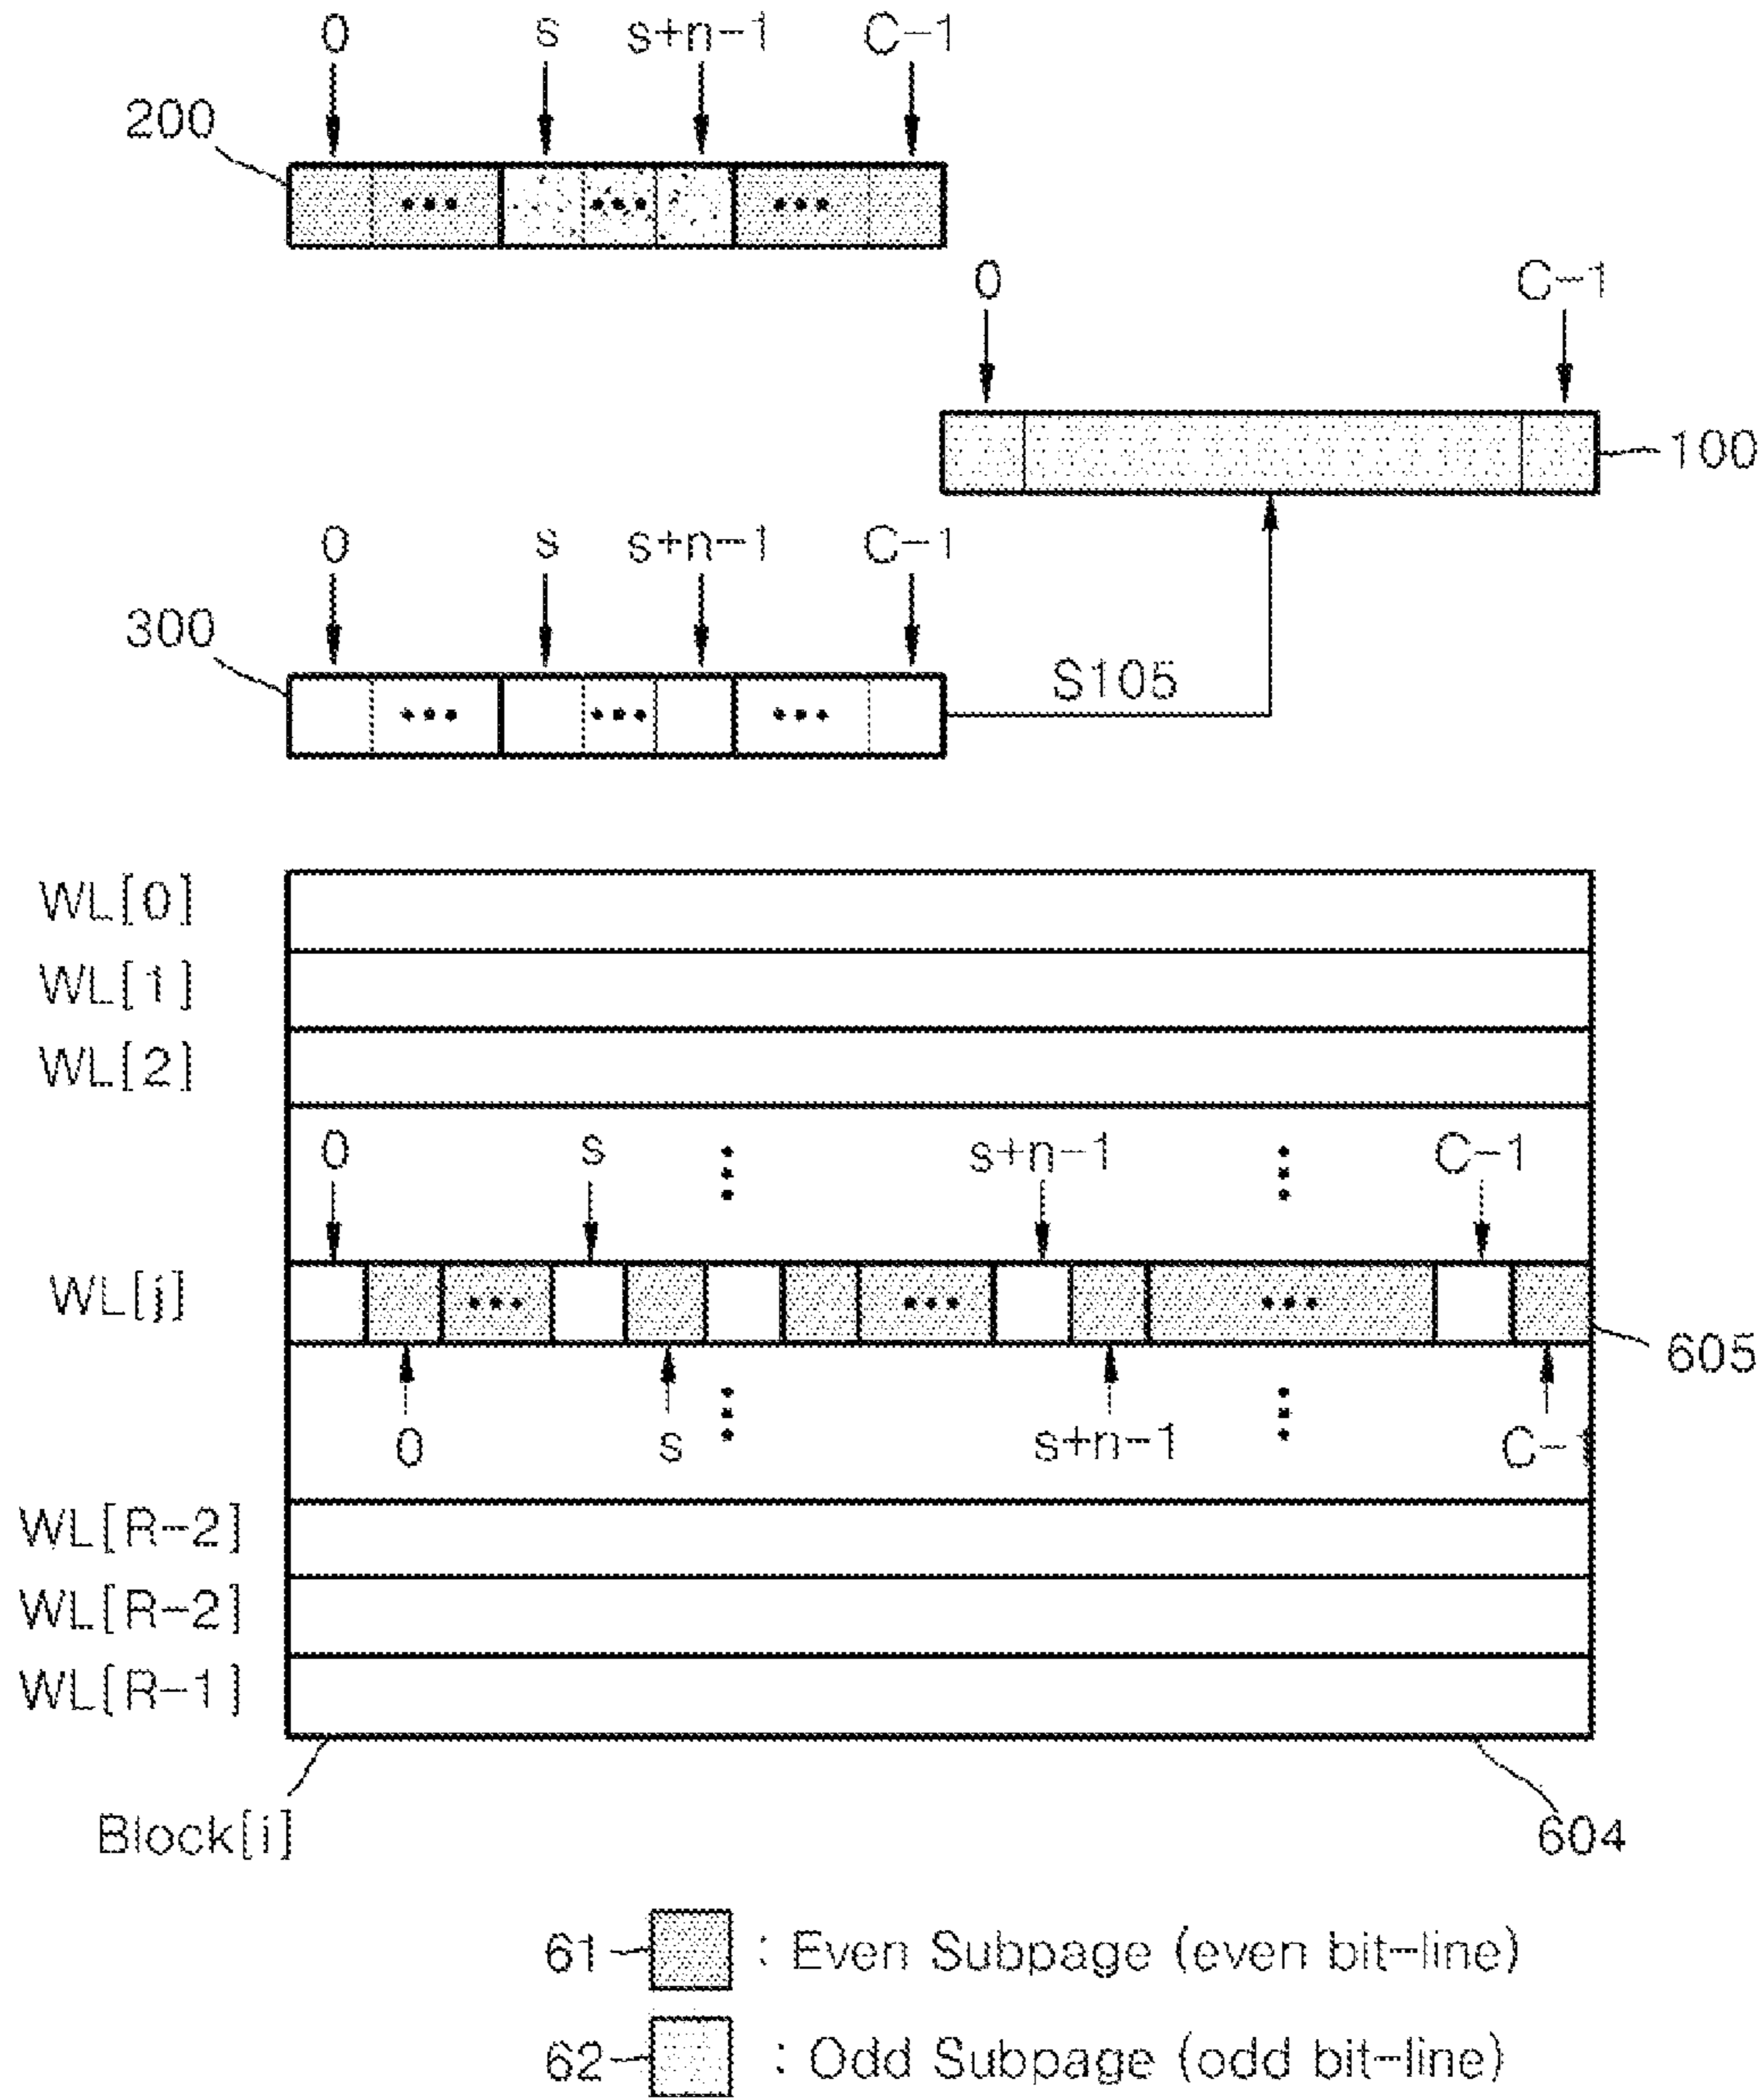 0 s s+n-1 C-1
200
0 C-1
100
0 s s+n-1 C-1
300
S105
WL[0]
WL[1]
WL[2]
0 s s+n-1 C-1
WL[j]
605
0 s s+n-1 C-1
WL[R-2]
WL[R-2]
WL[R-1]
Block[i] 604
61 : Even Subpage (even bit-line)
62 : Odd Subpage (odd bit-line)